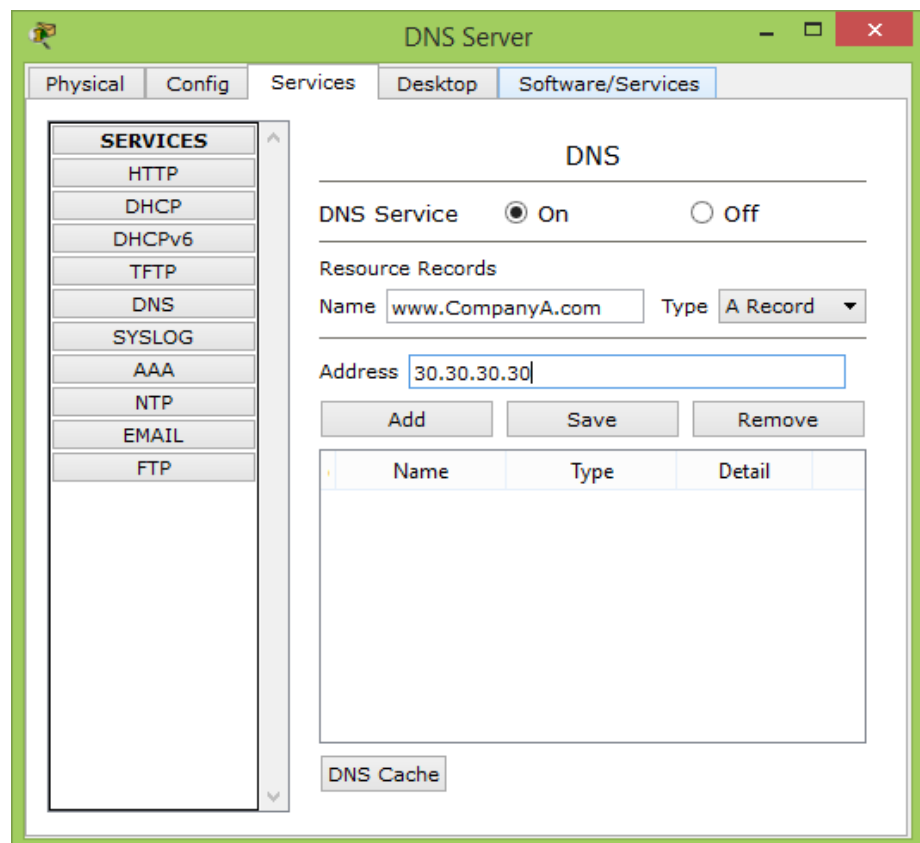 DNS Server
Physical Config Services Desktop Software/Services
SERVICES
HTTP
DHCP
DHCPv6
TFTP
DNS
SYSLOG
AAA
NTP
EMAIL
FTP
DNS
DNS Service On Off
Resource Records
Name www.CompanyA.com Type A Record
Address 30.30.30.30
Add Save Remove
Name Type Detail
DNS Cache